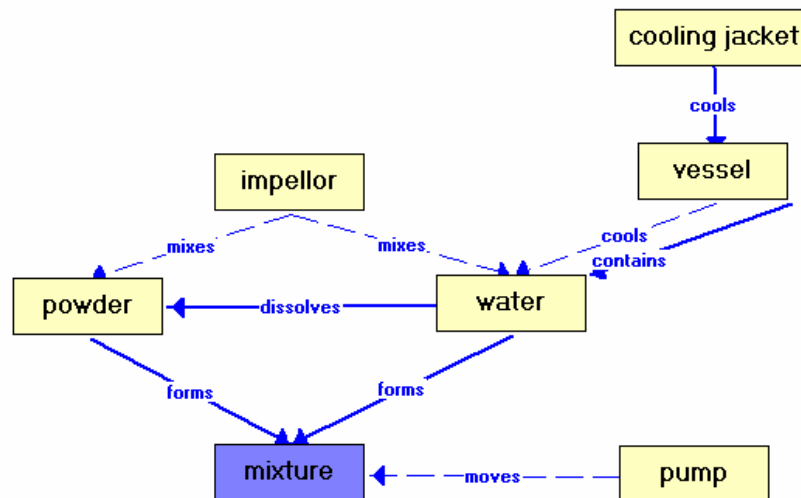 cooling jacket
cools
vessel
impellor
mixes
mixes
cools
contains
powder
dissolves
water
forms
forms
mixture
moves
pump